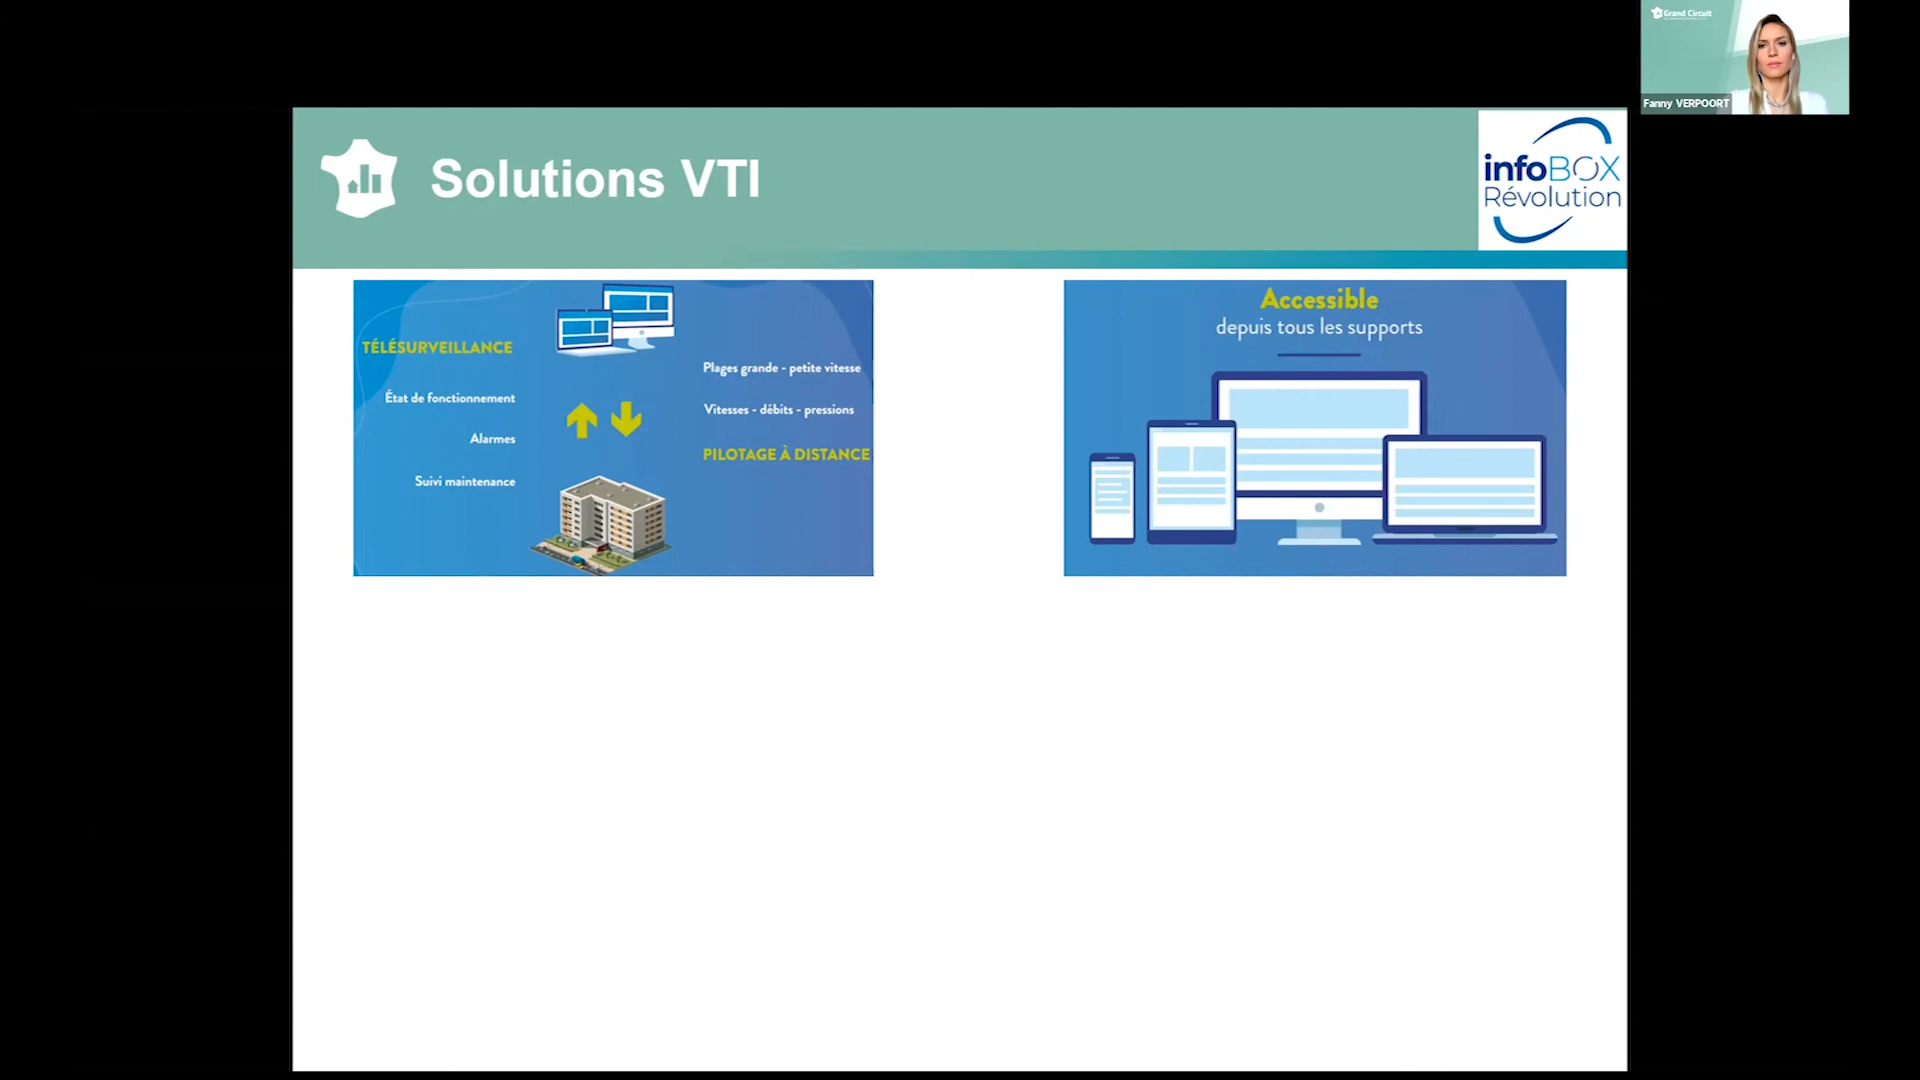 Grand Circuit
Fanny VERPOORT
Solutions VTI
infoBOX
Révolution
TÉLÉSURVEILLANCE
État de fonctionnement
Alarmes
Suivi maintenance
Plages grande - petite vitesse
Vitesses - débits - pressions
PILOTAGE À DISTANCE
Accessible
depuis tous les supports